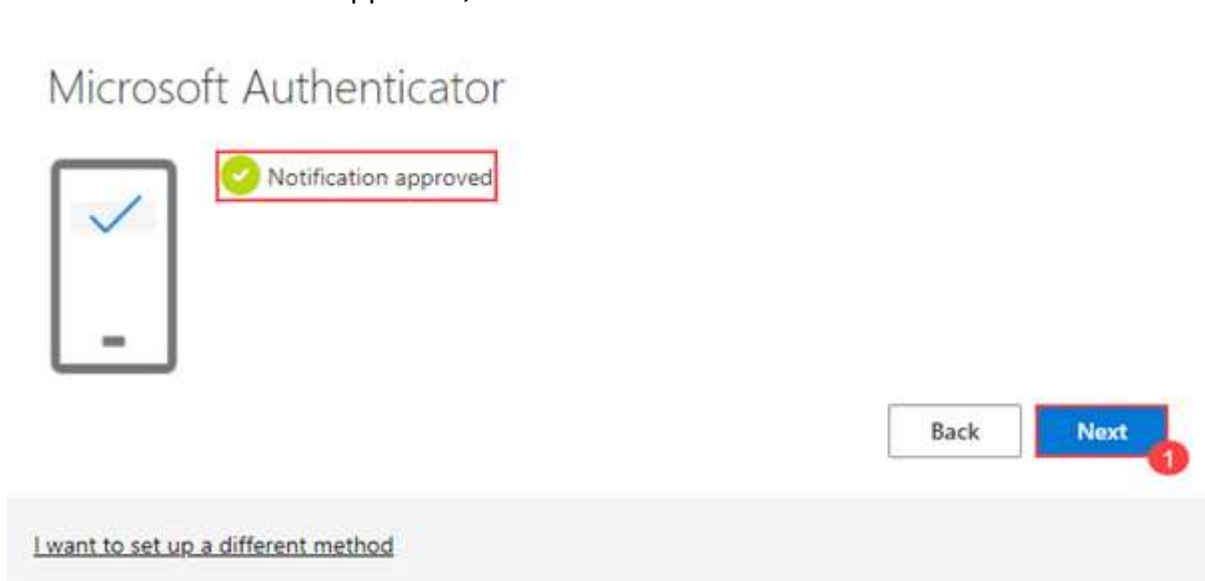 Microsoft Authenticator
Notification approved
Back
Next
1
I want to set up a different method